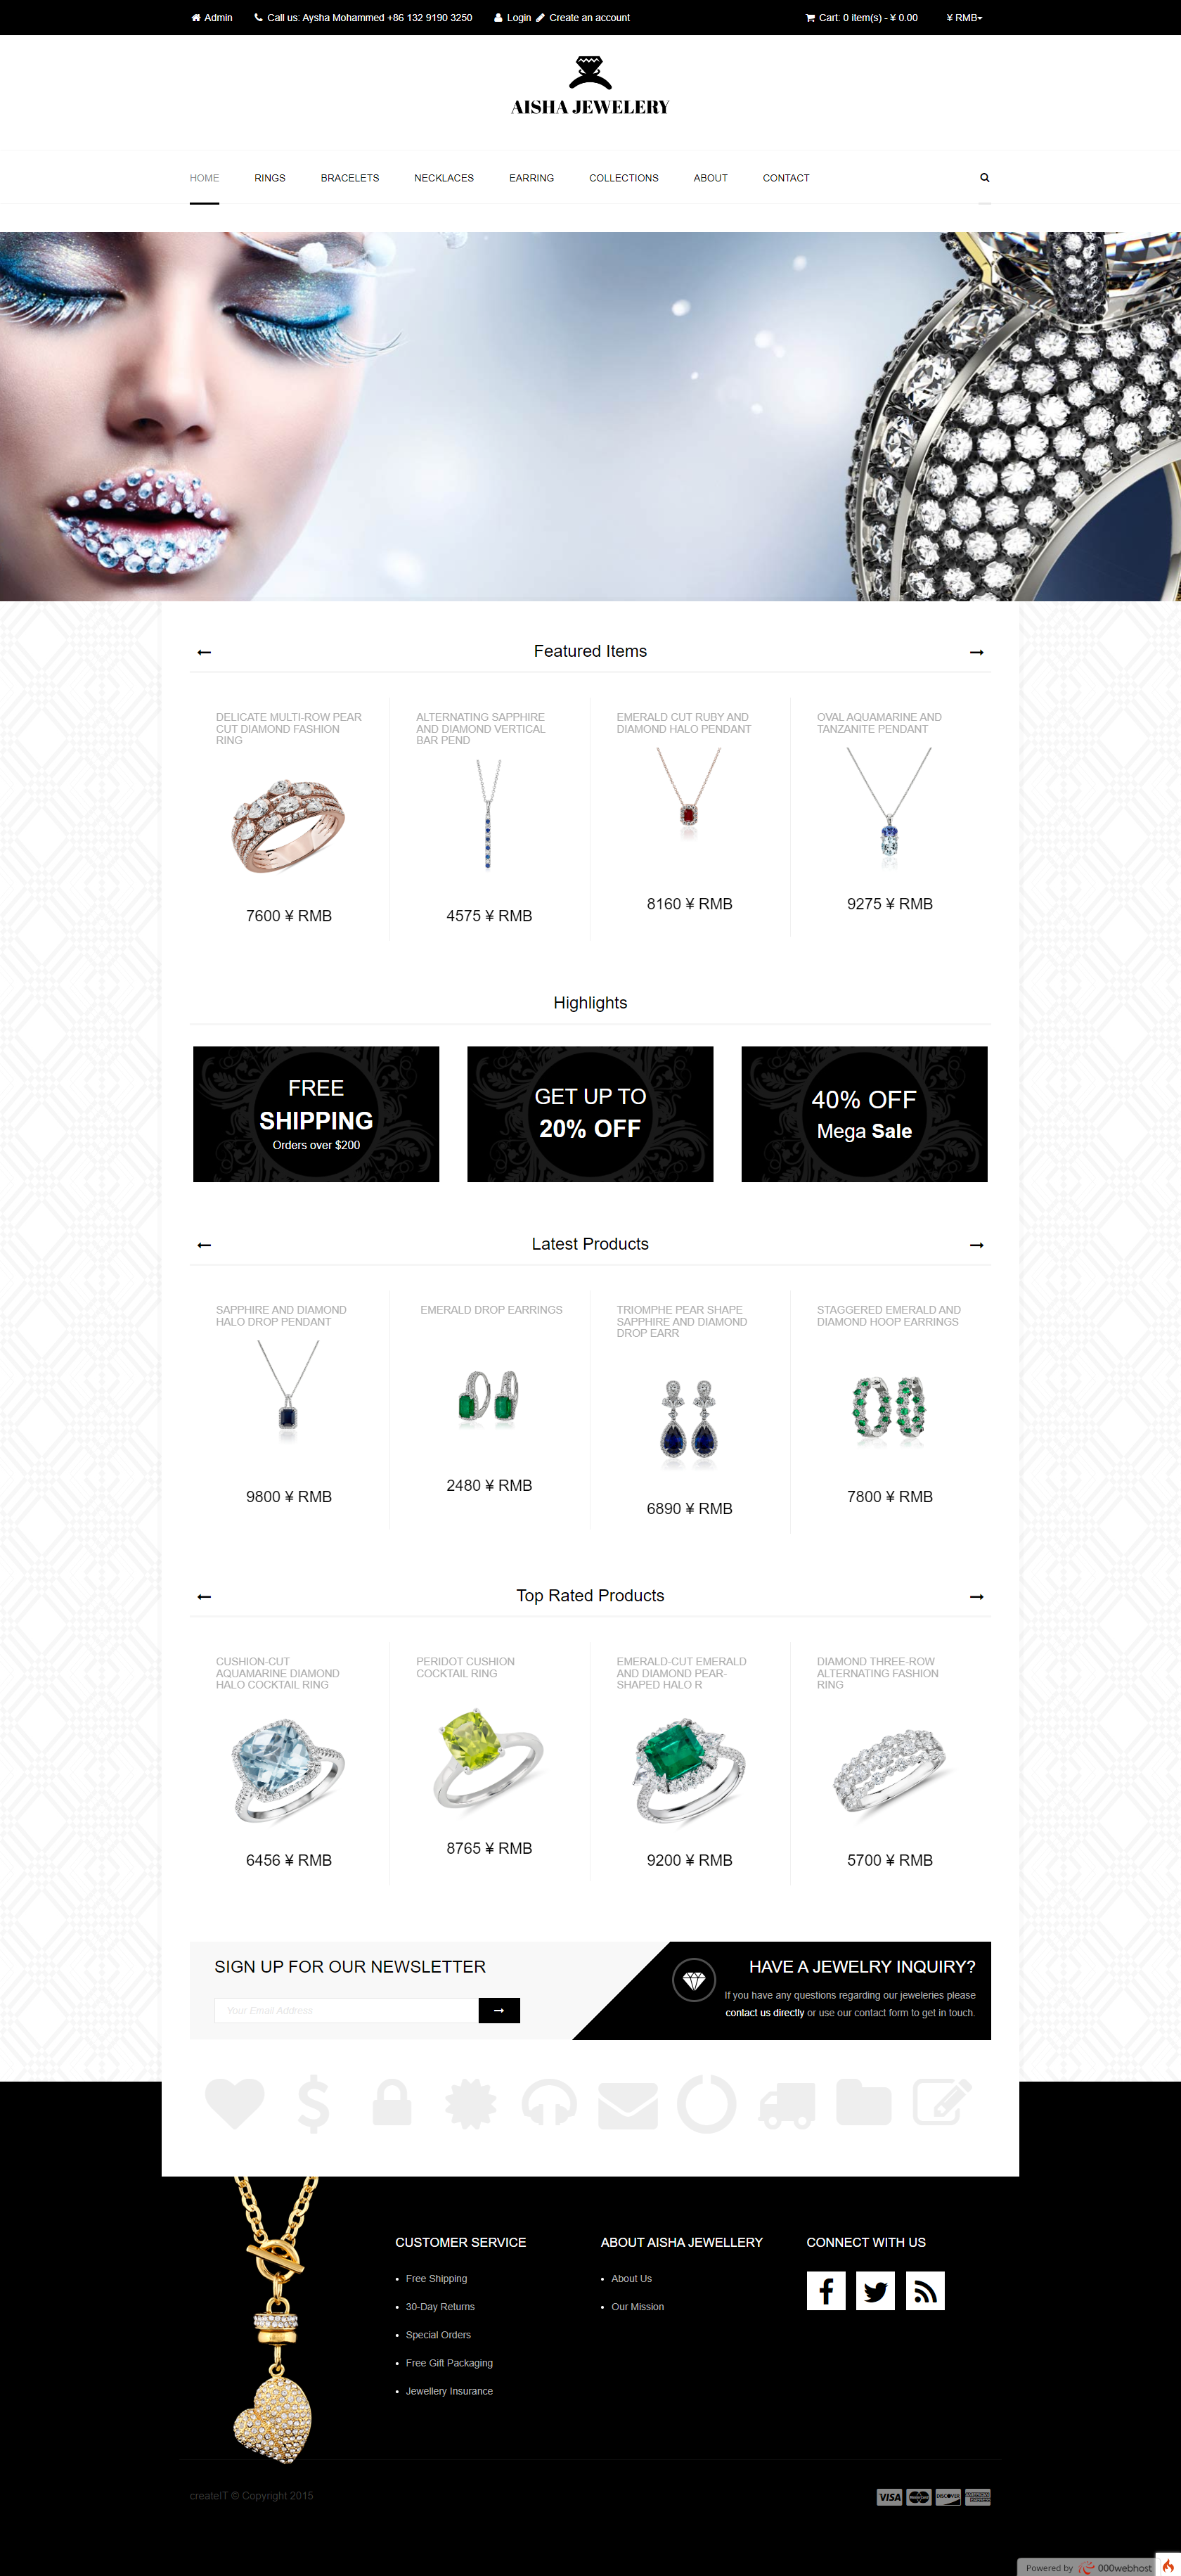 Admin
Call us: Aysha Mohammed +86 132 9190 3250
Login
Create an account
Cart: 0 item(s) - ¥ 0.00
¥ RMB
AISHA JEWELERY
HOME
RINGS
BRACELETS
NECKLACES
EARRING
COLLECTIONS
ABOUT
CONTACT
Featured Items
DELICATE MULTI-ROW PEAR
CUT DIAMOND FASHION
RING
7600 ¥ RMB
ALTERNATING SAPPHIRE
AND DIAMOND VERTICAL
BAR PEND
4575 ¥ RMB
EMERALD CUT RUBY AND
DIAMOND HALO PENDANT
8160 ¥ RMB
OVAL AQUAMARINE AND
TANZANITE PENDANT
9275 ¥ RMB
Highlights
FREE
SHIPPING
Orders over $200
GET UP TO
20% OFF
40% OFF
Mega Sale
Latest Products
SAPPHIRE AND DIAMOND
HALO DROP PENDANT
9800 ¥ RMB
EMERALD DROP EARRINGS
2480 ¥ RMB
TRIOMPHE PEAR SHAPE
SAPPHIRE AND DIAMOND
DROP EARR
6890 ¥ RMB
STAGGERED EMERALD AND
DIAMOND HOOP EARRINGS
7800 ¥ RMB
Top Rated Products
CUSHION-CUT
AQUAMARINE DIAMOND
HALO COCKTAIL RING
6456 ¥ RMB
PERIDOT CUSHION
COCKTAIL RING
8765 ¥ RMB
EMERALD-CUT EMERALD
AND DIAMOND PEAR-
SHAPED HALO R
9200 ¥ RMB
DIAMOND THREE-ROW
ALTERNATING FASHION
RING
5700 ¥ RMB
SIGN UP FOR OUR NEWSLETTER
Your Email Address
HAVE A JEWELRY INQUIRY?
If you have any questions regarding our jeweleries please
contact us directly or use our contact form to get in touch.
CUSTOMER SERVICE
Free Shipping
30-Day Returns
Special Orders
Free Gift Packaging
Jewellery Insurance
ABOUT AISHA JEWELLERY
About Us
Our Mission
CONNECT WITH US
createIT © Copyright 2015
VISA
MasterCard
DISCOVER
AMERICAN EXPRESS
Powered by 000webhost